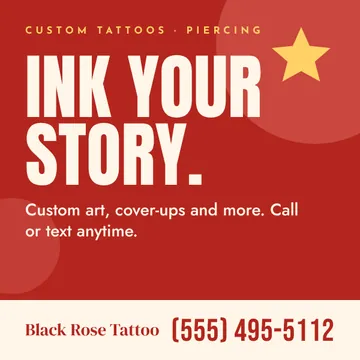 CUSTOM TATTOOS · PIERCING
INK YOUR
STORY.
Custom art, cover-ups and more. Call
or text anytime.
Black Rose Tattoo (555) 495-5112